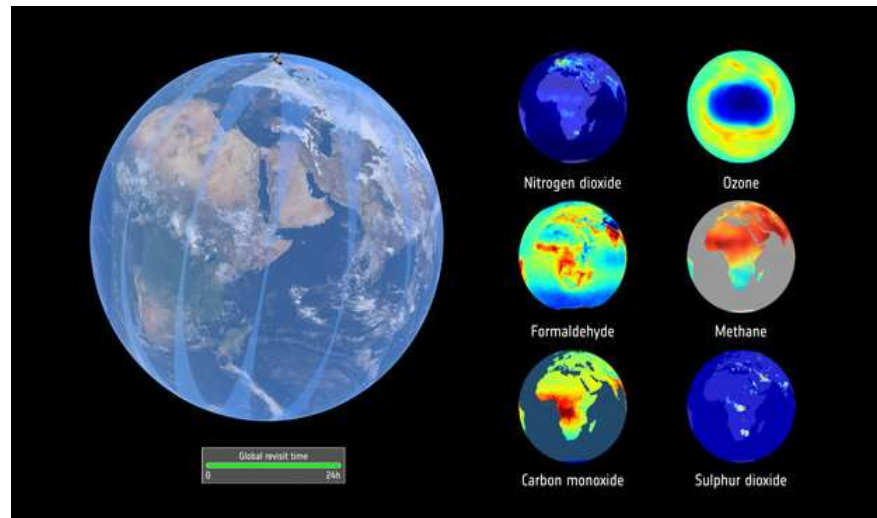 Nitrogen dioxide
Ozone
Formaldehyde
Methane
Carbon monoxide
Sulphur dioxide
Global revisit time
0
24h